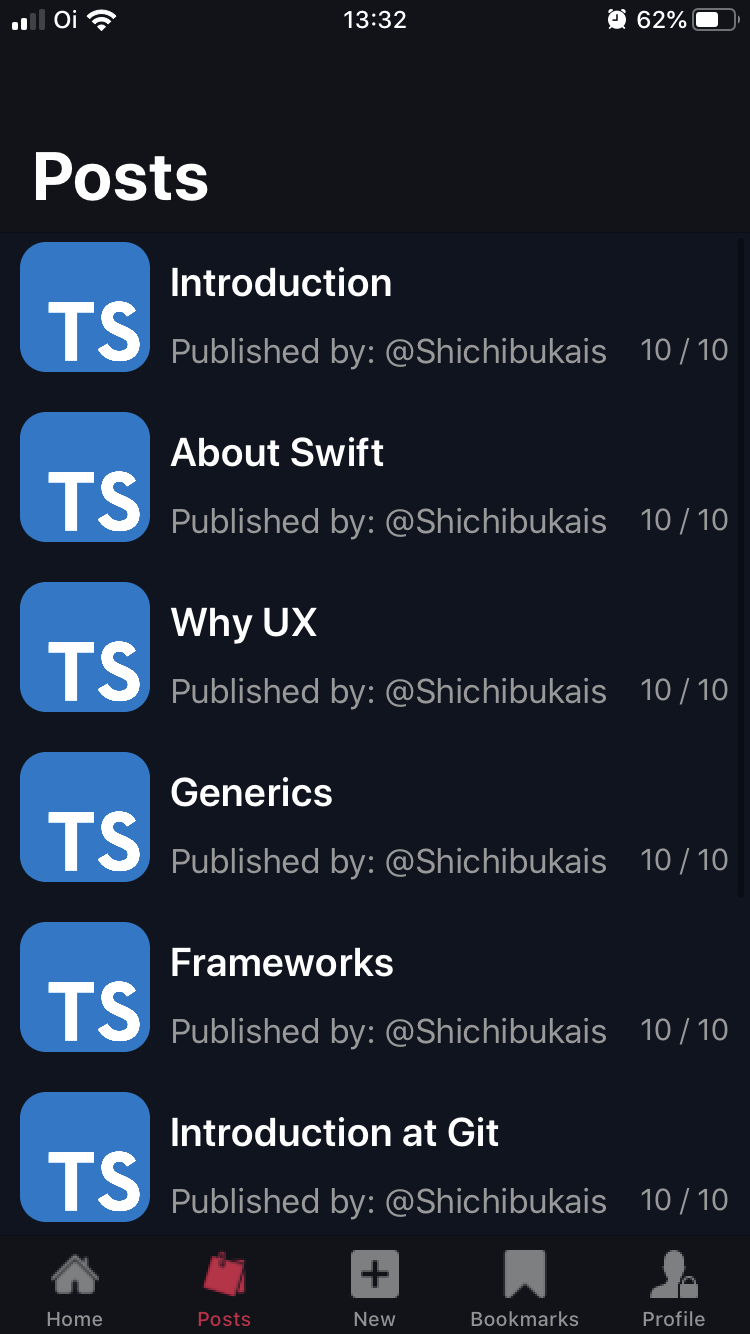 Oi 13:32 62%
Posts
TS
Introduction
Published by: @Shichibukais 10 / 10
TS
About Swift
Published by: @Shichibukais 10 / 10
TS
Why UX
Published by: @Shichibukais 10 / 10
TS
Generics
Published by: @Shichibukais 10 / 10
TS
Frameworks
Published by: @Shichibukais 10 / 10
TS
Introduction at Git
Published by: @Shichibukais 10 / 10
Home Posts New Bookmarks Profile